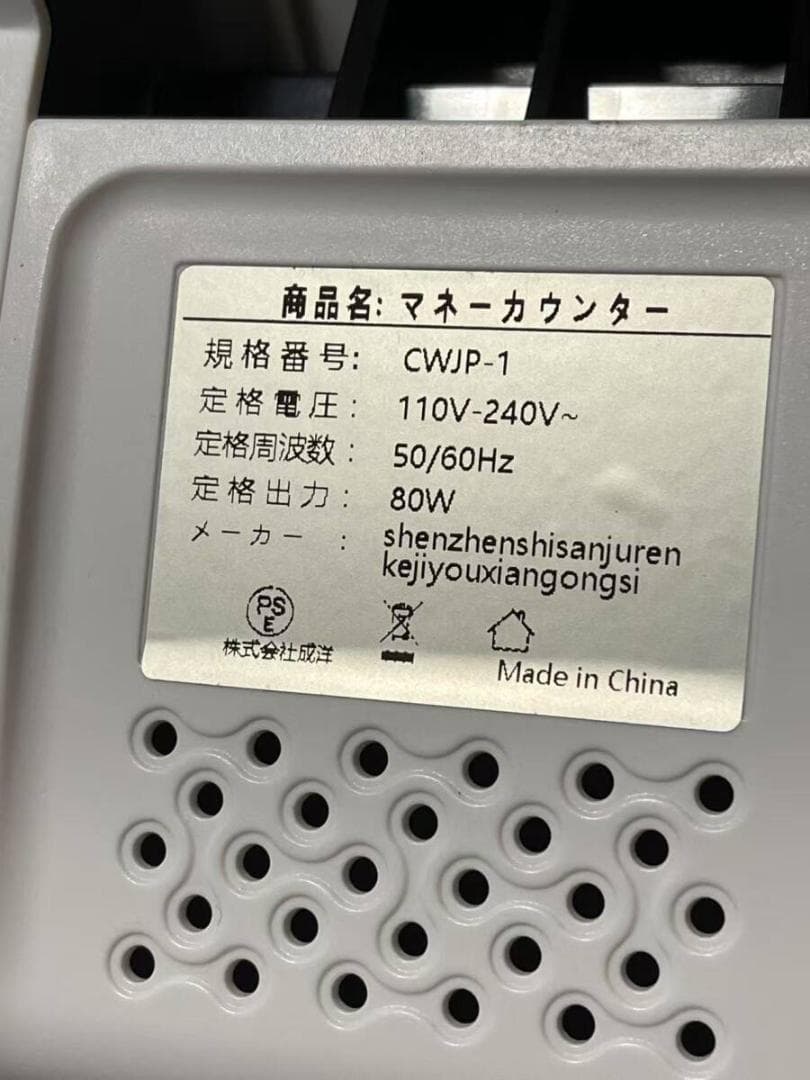 商品名: マネーカウンター
規格番号: CWJP-1
定格電圧: 110V-240V~
定格周波数: 50/60Hz
定格出力: 80W
メーカー : shenzhenshisanjuren
kejiyouxiangongsi
PS
E
株式会社成洋
Made in China